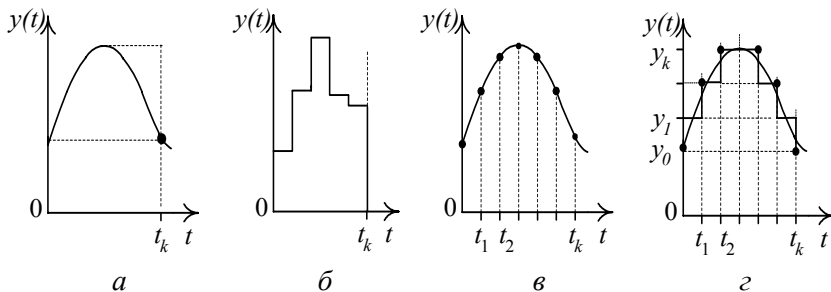 y(t)
0
t_k t
а
y(t)
0
t_k t
б
y(t)
0
t_1 t_2 t_k t
в
y(t)
y_k
y_1
y_0
0
t_1 t_2 t_k t
г